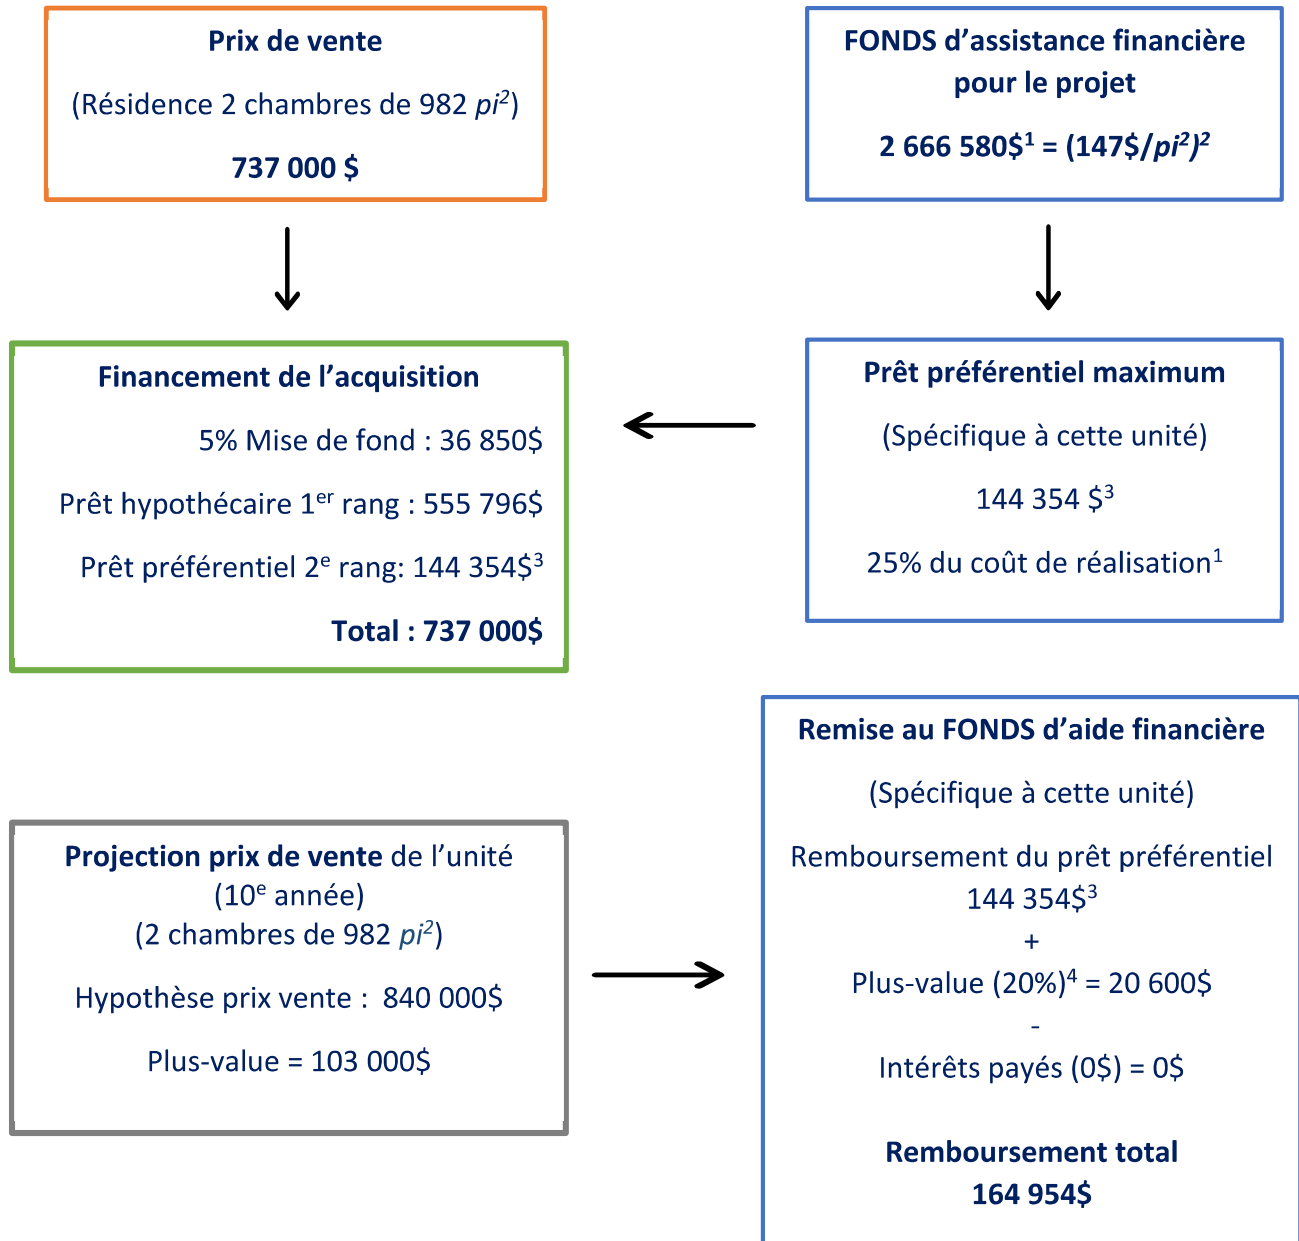 Prix de vente
(Résidence 2 chambres de 982 pi²)
737 000 $
FONDS d’assistance financière
pour le projet
2 666 580$¹ = (147$/pi²)²
Financement de l’acquisition
5% Mise de fond : 36 850$
Prêt hypothécaire 1ᵉʳ rang : 555 796$
Prêt préférentiel 2ᵉ rang: 144 354$³
Total : 737 000$
Prêt préférentiel maximum
(Spécifique à cette unité)
144 354 $³
25% du coût de réalisation¹
Projection prix de vente de l’unité
(10ᵉ année)
(2 chambres de 982 pi²)
Hypothèse prix vente :  840 000$
Plus-value = 103 000$
Remise au FONDS d’aide financière
(Spécifique à cette unité)
Remboursement du prêt préférentiel
144 354$³
+
Plus-value (20%)⁴ = 20 600$
-
Intérêts payés (0$) = 0$
Remboursement total
164 954$